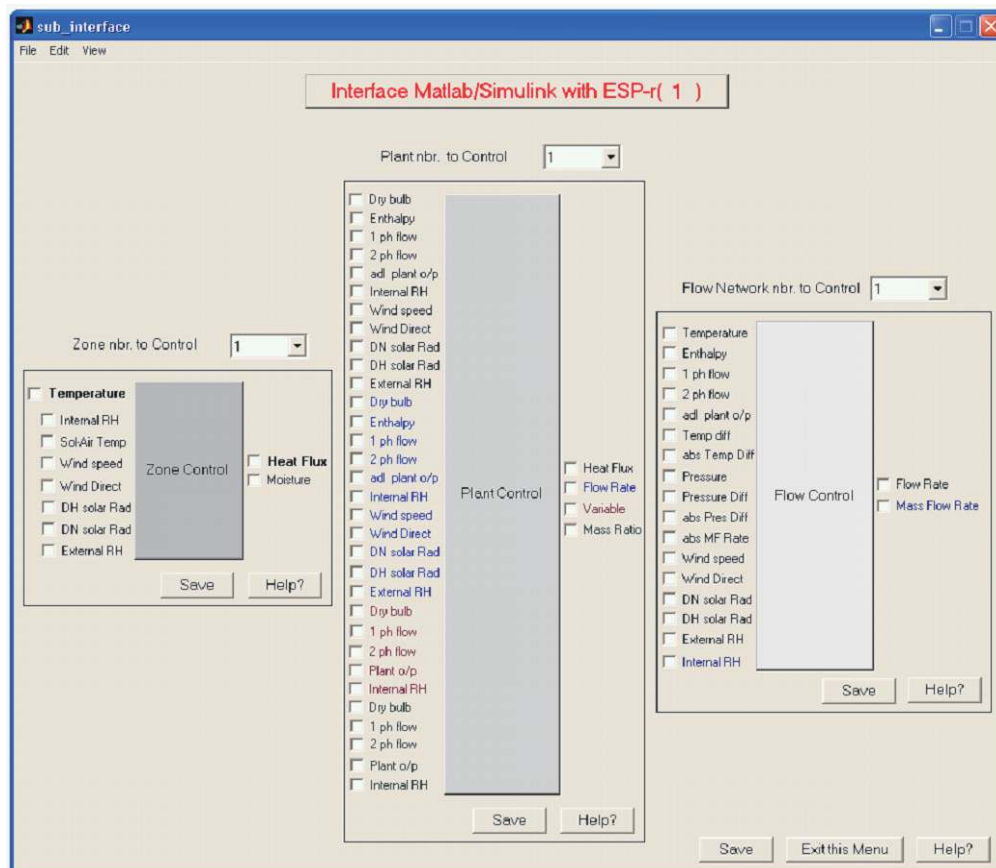 sub_interface
File Edit View
Interface Matlab/Simulink with ESP-r( 1 )
Plant nbr. to Control 1
Dry bulb
Enthalpy
1 ph flow
2 ph flow
adl plant o/p
Internal RH
Wind speed
Wind Direct
DN solar Rad
DH solar Rad
External RH
Dry bulb
Enthalpy
1 ph flow
2 ph flow
adl plant o/p
Internal RH
Wind speed
Wind Direct
DN solar Rad
DH solar Rad
External RH
Dry bulb
1 ph flow
2 ph flow
Plant o/p
Internal RH
Dry bulb
1 ph flow
2 ph flow
Plant o/p
Internal RH
Plant Control
Heat Flux
Flow Rate
Variable
Mass Ratio
Save Help?
Zone nbr. to Control 1
Temperature
Internal RH
Sol-Air Temp
Wind speed
Wind Direct
DH solar Rad
DN solar Rad
External RH
Zone Control
Heat Flux
Moisture
Save Help?
Flow Network nbr. to Control 1
Temperature
Enthalpy
1 ph flow
2 ph flow
adl plant o/p
Temp diff
abs Temp Diff
Pressure
Pressure Diff
abs Pres Diff
abs MF Rate
Wind speed
Wind Direct
DN solar Rad
DH solar Rad
External RH
Internal RH
Flow Control
Flow Rate
Mass Flow Rate
Save Help?
Save Exit this Menu Help?